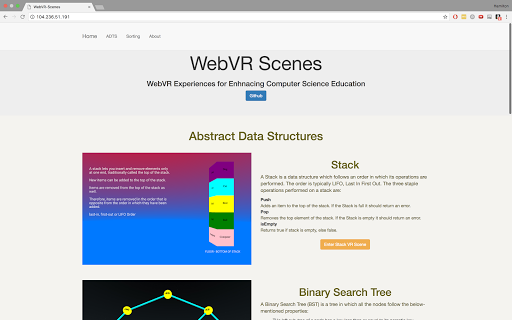 WebVR-Scenes
104.236.51.191
Home ADTS Sorting About
WebVR Scenes
WebVR Experiences for Enhnacing Computer Science Education
Github
Abstract Data Structures
A stack lets you insert and remove elements only
at one end, traditionally called the top of the stack.
New items can be added to the top of the stack.
Items are removed from the top of the stack as
well.
Therefore, items are removed in the order that is
opposite from the order in which they have been
added.
Last in, first out or LIFO Order
Stack
A Stack is a data structure which follows an order in which its operations are
performed. The order is typically LIFO, Last In First Out. The three staple
operations performed on a stack are:
Push
Adds an item to the top of the stack. If the Stack is full it should return an error.
Pop
Removes the top element of the stack. If the Stack is empty it should return an error.
isEmpty
Returns true if stack is empty, else false.
Enter Stack VR Scene
Binary Search Tree
A Binary Search Tree (BST) is a tree in which all the nodes follow the below-
mentioned properties: